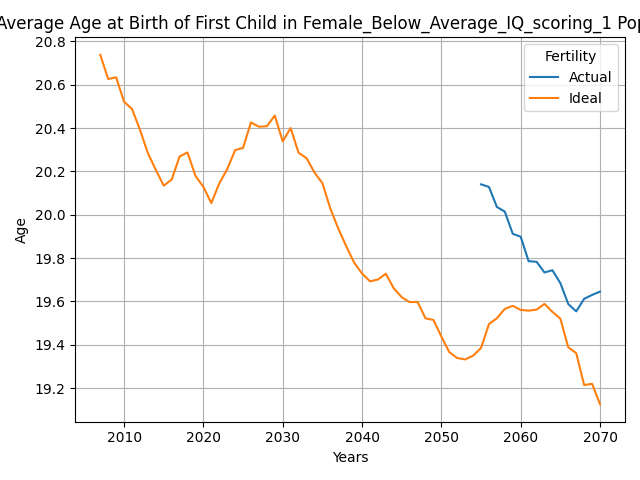 Average Age at Birth of First Child in Female_Below_Average_IQ_scoring_1
Fertility
Actual
Ideal
20.8
20.6
20.4
20.2
20.0
19.8
19.6
19.4
19.2
Age
2010 2020 2030 2040 2050 2060 2070
Years